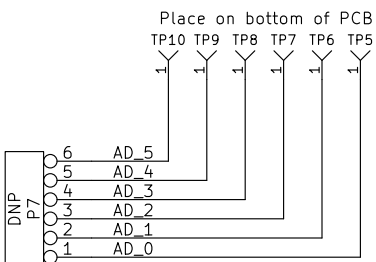 Place on bottom of PCB
TP10 TP9 TP8 TP7 TP6 TP5
1 1 1 1 1 1
6 AD_5
5 AD_4
4 AD_3
3 AD_2
2 AD_1
1 AD_0
DNP
P7